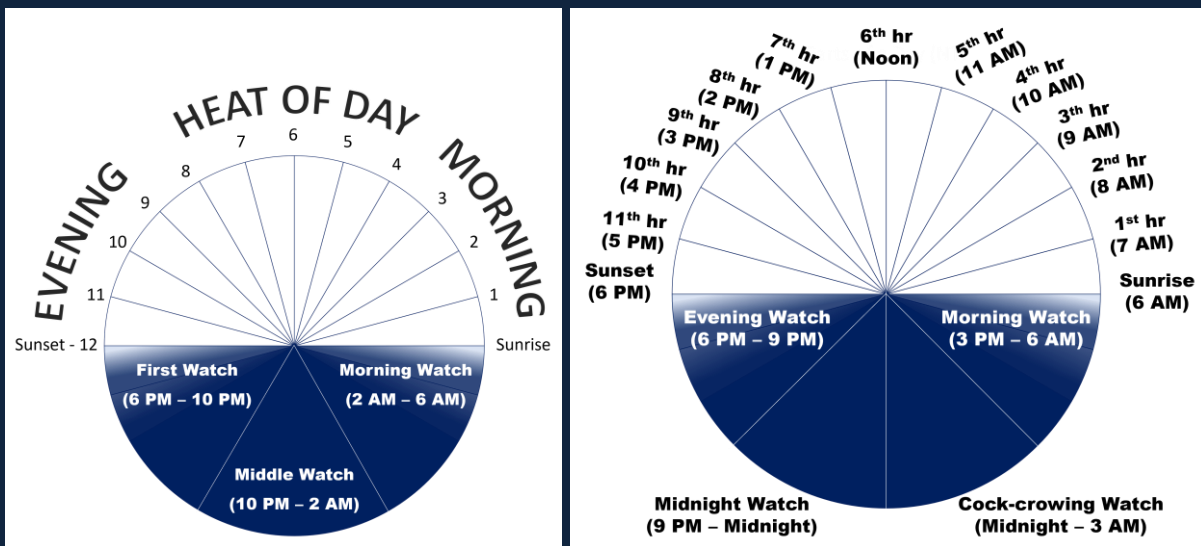 HEAT OF DAY
EVENING
MORNING
6
7
5
8
4
9
3
10
2
11
1
Sunset - 12
Sunrise
First Watch
(6 PM – 10 PM)
Morning Watch
(2 AM – 6 AM)
Middle Watch
(10 PM – 2 AM)
6th hr
(Noon)
7th hr
(1 PM)
5th hr
(11 AM)
8th hr
(2 PM)
4th hr
(10 AM)
9th hr
(3 PM)
3th hr
(9 AM)
10th hr
(4 PM)
2nd hr
(8 AM)
11th hr
(5 PM)
1st hr
(7 AM)
Sunset
(6 PM)
Sunrise
(6 AM)
Evening Watch
(6 PM – 9 PM)
Morning Watch
(3 PM – 6 AM)
Midnight Watch
(9 PM – Midnight)
Cock-crowing Watch
(Midnight – 3 AM)